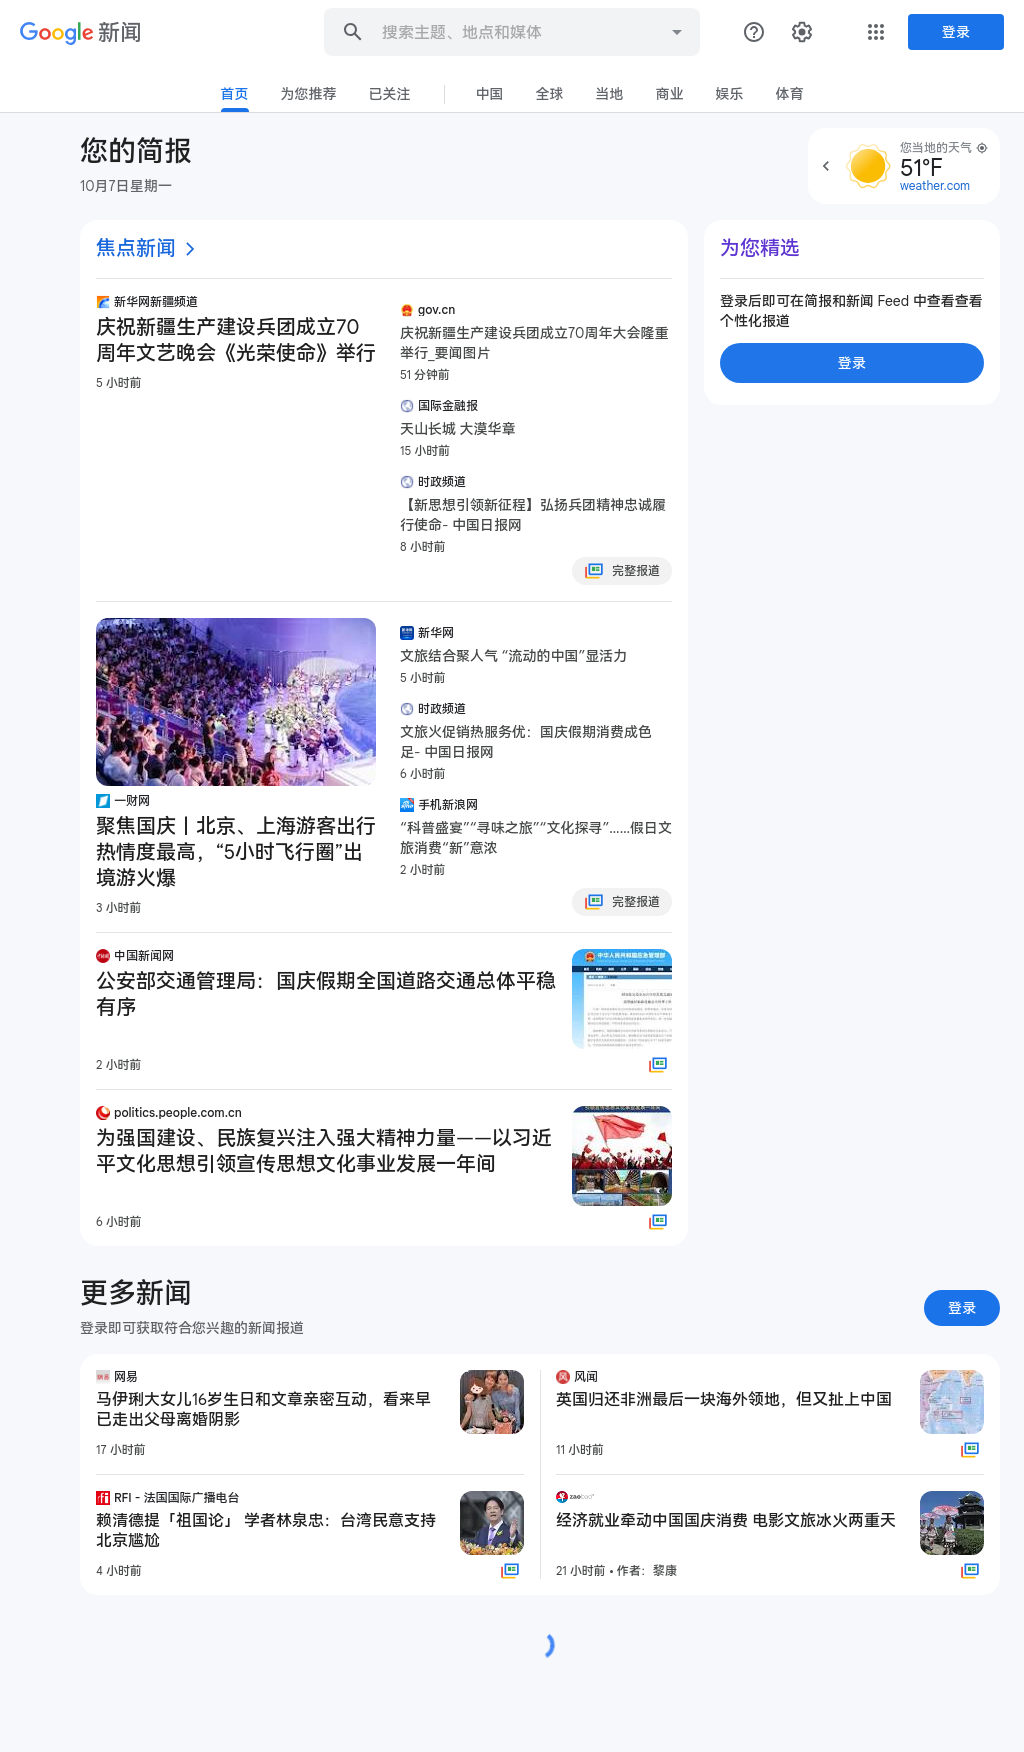 Google 新闻
搜索主题、地点和媒体
登录
首页
为您推荐
已关注
中国
全球
当地
商业
娱乐
体育
您的简报
10月7日星期一
您当地的天气
51°F
weather.com
焦点新闻
新华网新疆频道
庆祝新疆生产建设兵团成立70
周年文艺晚会《光荣使命》举行
5 小时前
gov.cn
庆祝新疆生产建设兵团成立70周年大会隆重
举行_要闻图片
51 分钟前
国际金融报
天山长城 大漠华章
15 小时前
时政频道
【新思想引领新征程】弘扬兵团精神忠诚履
行使命- 中国日报网
8 小时前
完整报道
一财网
聚焦国庆丨北京、上海游客出行
热情度最高，“5小时飞行圈”出
境游火爆
3 小时前
新华网
文旅结合聚人气 “流动的中国”显活力
5 小时前
时政频道
文旅火促销热服务优：国庆假期消费成色
足- 中国日报网
6 小时前
手机新浪网
“科普盛宴”“寻味之旅”“文化探寻”……假日文
旅消费“新”意浓
2 小时前
完整报道
中国新闻网
公安部交通管理局：国庆假期全国道路交通总体平稳
有序
2 小时前
中华人民共和国应急管理部
politics.people.com.cn
为强国建设、民族复兴注入强大精神力量——以习近
平文化思想引领宣传思想文化事业发展一年间
6 小时前
为您精选
登录后即可在简报和新闻 Feed 中查看查看
个性化报道
登录
更多新闻
登录即可获取符合您兴趣的新闻报道
登录
网易
马伊琍大女儿16岁生日和文章亲密互动，看来早
已走出父母离婚阴影
17 小时前
风闻
英国归还非洲最后一块海外领地，但又扯上中国
11 小时前
RFI - 法国国际广播电台
赖清德提「祖国论」 学者林泉忠：台湾民意支持
北京尴尬
4 小时前
zaobao
经济就业牵动中国国庆消费 电影文旅冰火两重天
21 小时前 • 作者：黎康